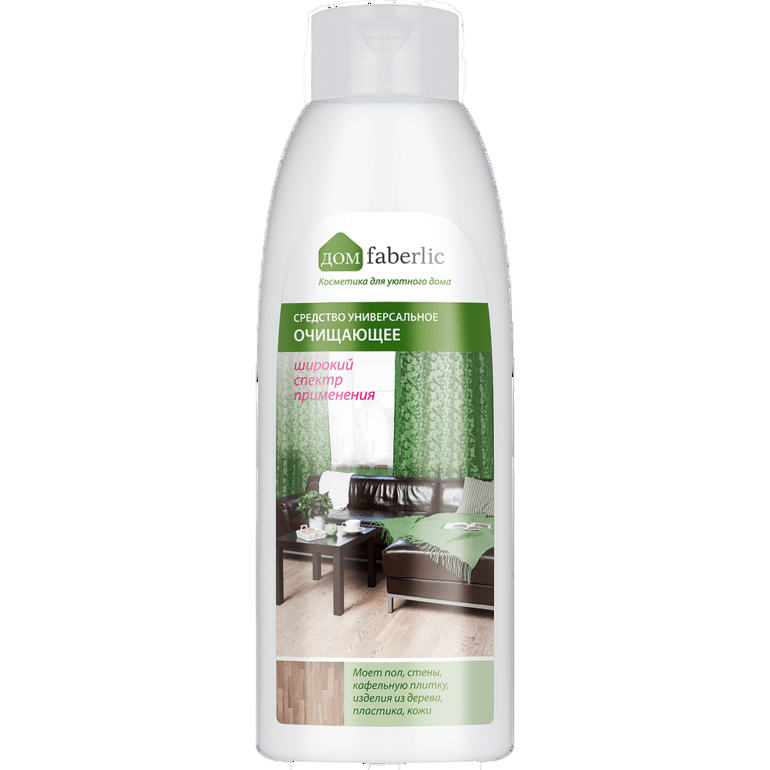 ДОМ faberlic
Косметика для уютного дома
СРЕДСТВО УНИВЕРСАЛЬНОЕ
ОЧИЩАЮЩЕЕ
широкий
спектр
применения
Моет пол, стены,
кафельную плитку,
изделия из дерева,
пластика, кожи